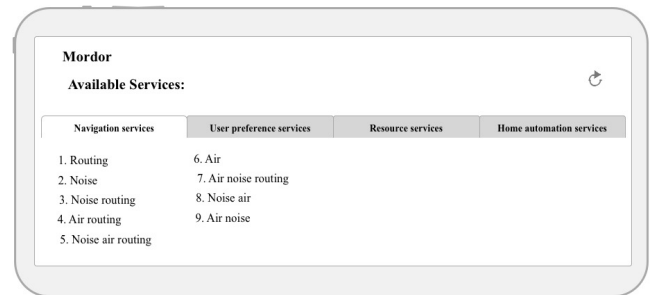 Mordor
Available Services:
Navigation services
User preference services
Resource services
Home automation services
1. Routing
2. Noise
3. Noise routing
4. Air routing
5. Noise air routing
6. Air
7. Air noise routing
8. Noise air
9. Air noise